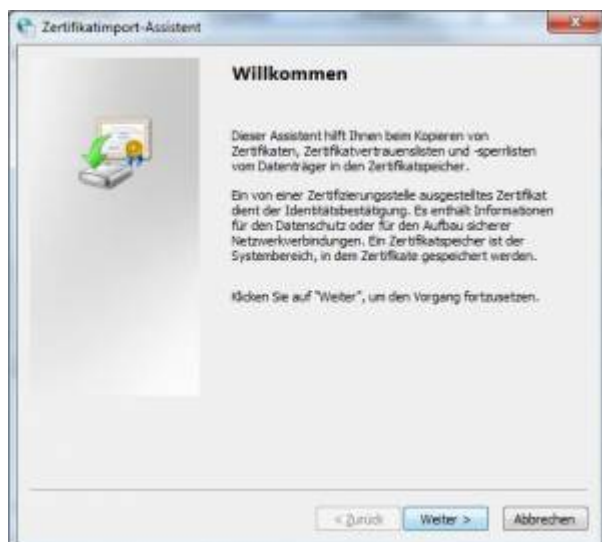 Zertifikatimport-Assistent
Willkommen
Dieser Assistent hilft Ihnen beim Kopieren von
Zertifikaten, Zertifikatvertrauenslisten und -sperrlisten
vom Datenträger in den Zertifikatspeicher.
Ein von einer Zertifizierungsstelle ausgestelltes Zertifikat
dient der Identitätsbestätigung. Es enthält Informationen
für den Datenschutz oder für den Aufbau sicherer
Netzwerkverbindungen. Ein Zertifikatspeicher ist der
Systembereich, in dem Zertifikate gespeichert werden.
Klicken Sie auf "Weiter", um den Vorgang fortzusetzen.
< Zurück Weiter > Abbrechen